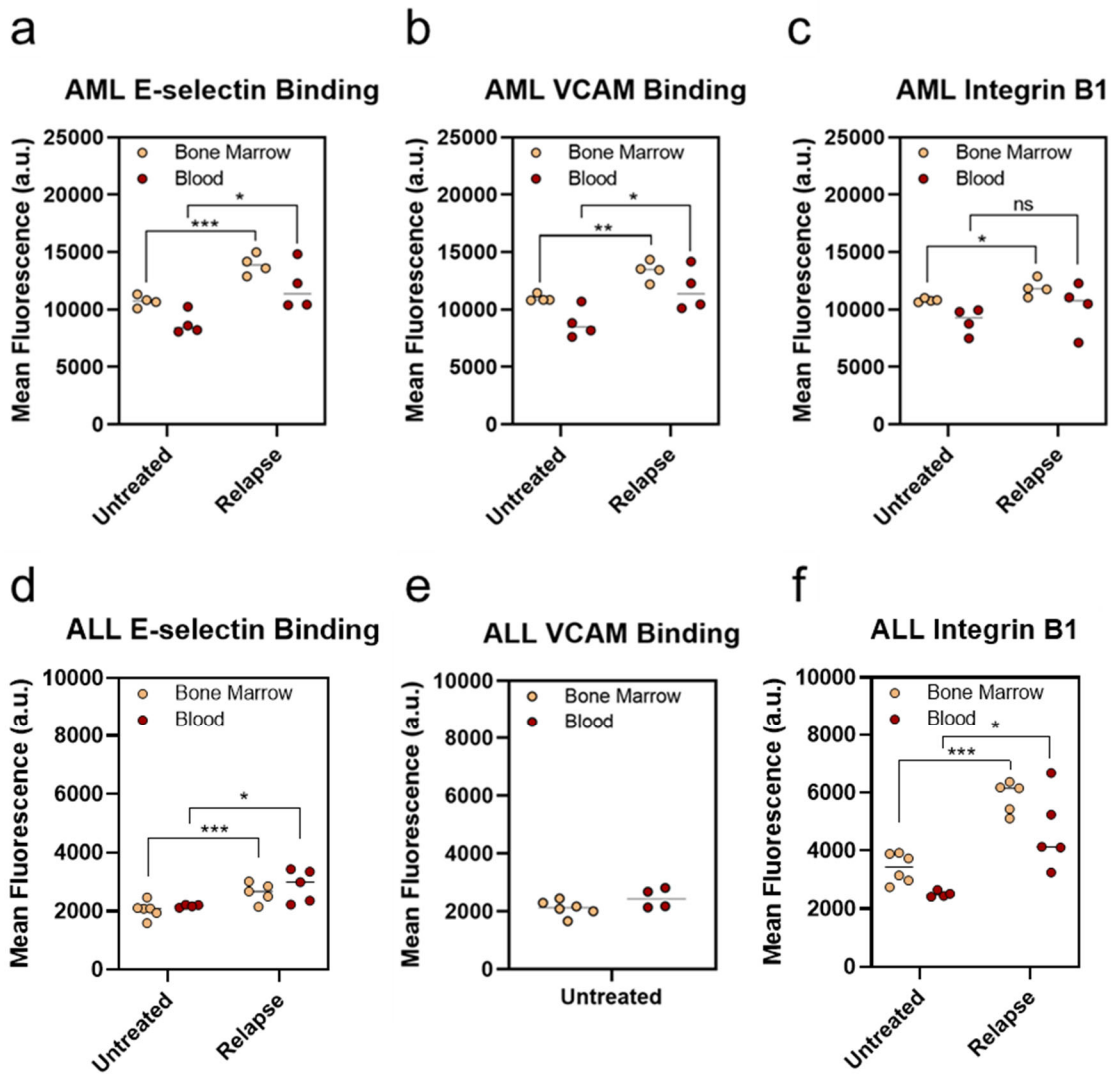 a
AML E-selectin Binding
Mean Fluorescence (a.u.)
25000
20000
15000
10000
5000
0
Bone Marrow
Blood
*
***
Untreated
Relapse
b
AML VCAM Binding
Mean Fluorescence (a.u.)
25000
20000
15000
10000
5000
0
Bone Marrow
Blood
*
**
Untreated
Relapse
c
AML Integrin B1
Mean Fluorescence (a.u.)
25000
20000
15000
10000
5000
0
Bone Marrow
Blood
ns
*
Untreated
Relapse
d
ALL E-selectin Binding
Mean Fluorescence (a.u.)
10000
8000
6000
4000
2000
0
Bone Marrow
Blood
*
***
Untreated
Relapse
e
ALL VCAM Binding
Mean Fluorescence (a.u.)
10000
8000
6000
4000
2000
0
Bone Marrow
Blood
Untreated
f
ALL Integrin B1
Mean Fluorescence (a.u.)
10000
8000
6000
4000
2000
0
Bone Marrow
Blood
*
***
Untreated
Relapse